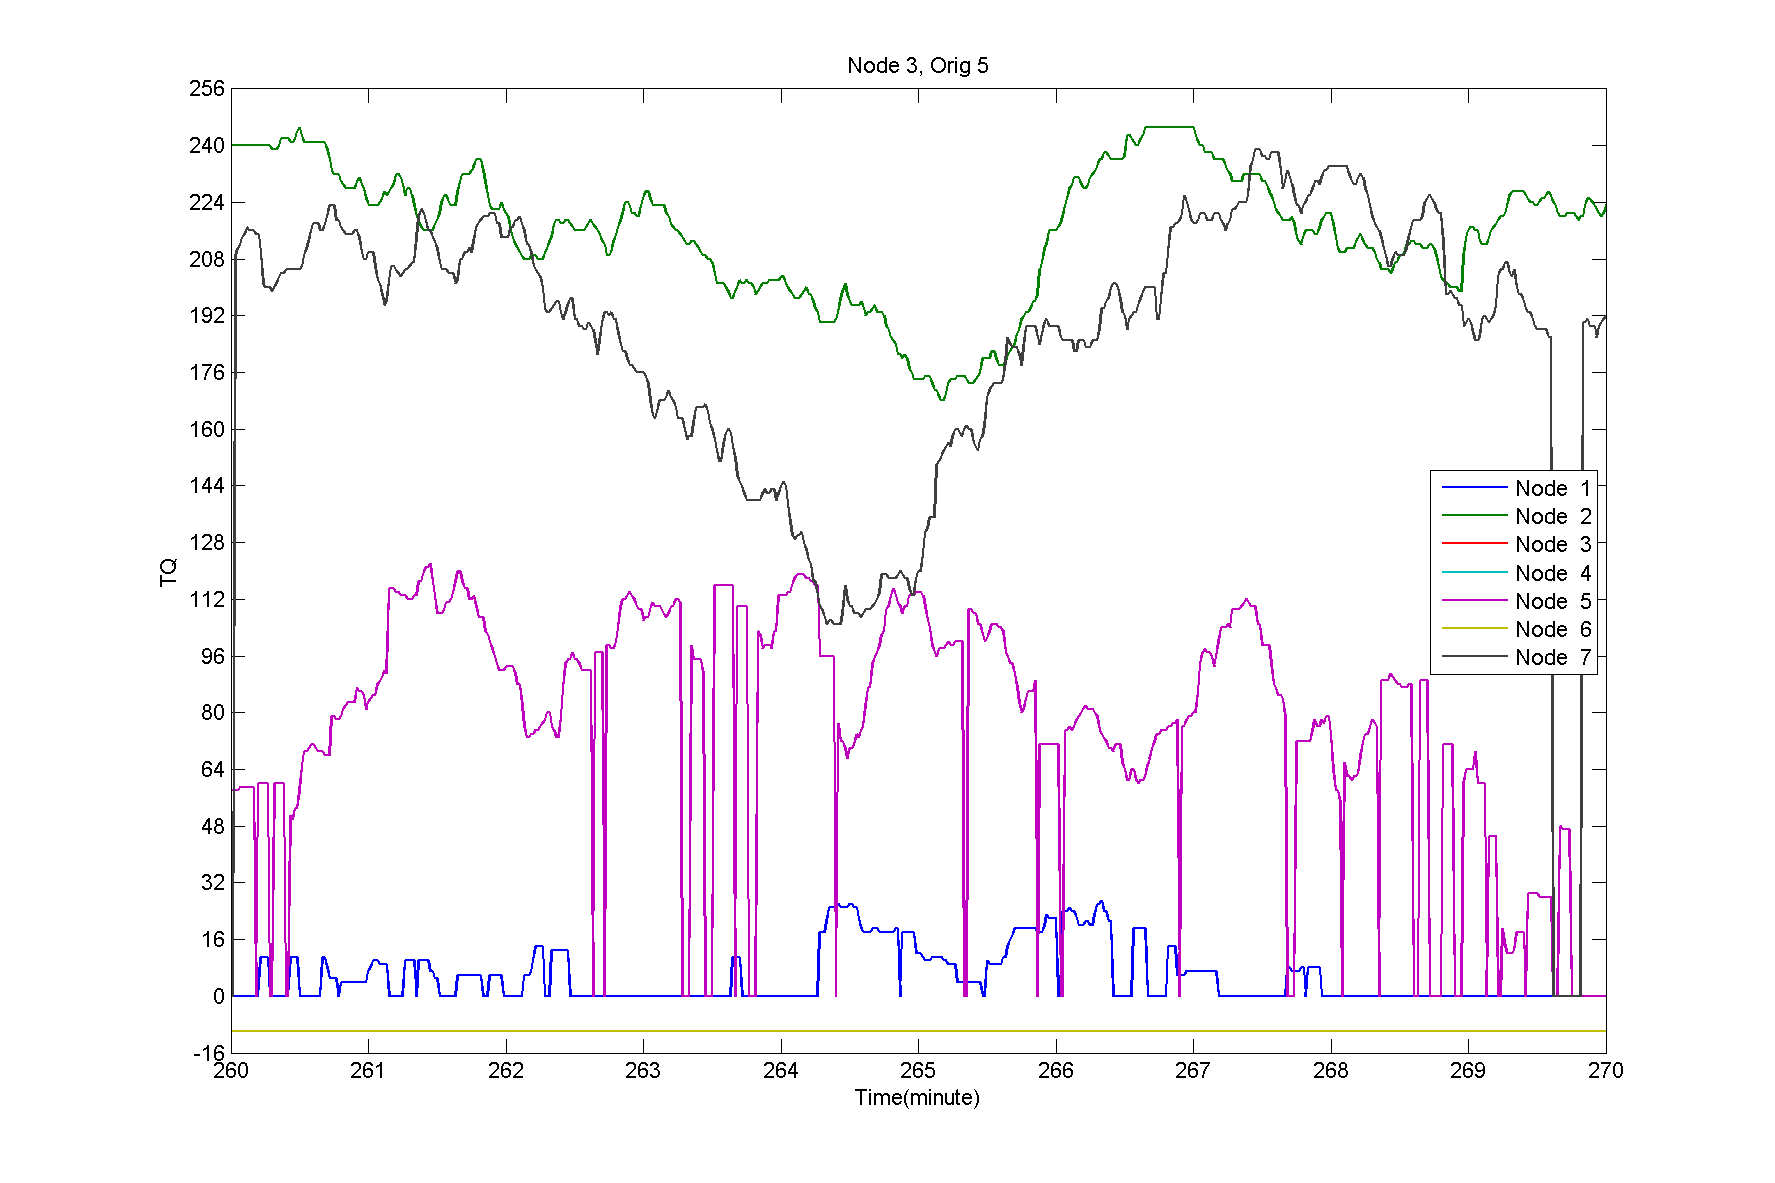 Node 3, Orig 5
256
240
224
208
192
176
160
144
128
112
96
80
64
48
32
16
0
-16
TQ
260 261 262 263 264 265 266 267 268 269 270
Time(minute)
Node 1
Node 2
Node 3
Node 4
Node 5
Node 6
Node 7